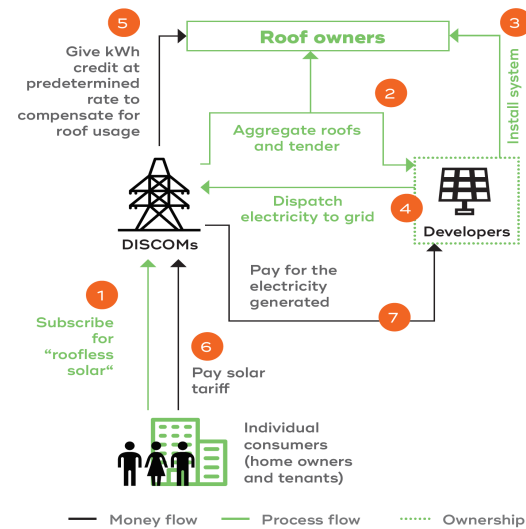 5
3
Give kWh
credit at
predetermined
rate to
compensate for
roof usage
Roof owners
Install system
2
Aggregate roofs
and tender
Dispatch
electricity to grid
4
DISCOMs
Developers
Pay for the
electricity
generated
1
7
Subscribe
for
“roofless
solar“
6
Pay solar
tariff
Individual
consumers
(home owners
and tenants)
Money flow
Process flow
Ownership